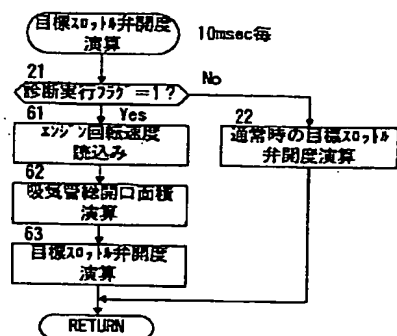 目標スロットル弁開度
演算
10msec毎
21
診断実行フラグ=1?
No
Yes
61
エンジン回転速度
読込み
22
通常時の目標スロットル
弁開度演算
62
吸気管総開口面積
演算
63
目標スロットル弁開度
演算
RETURN